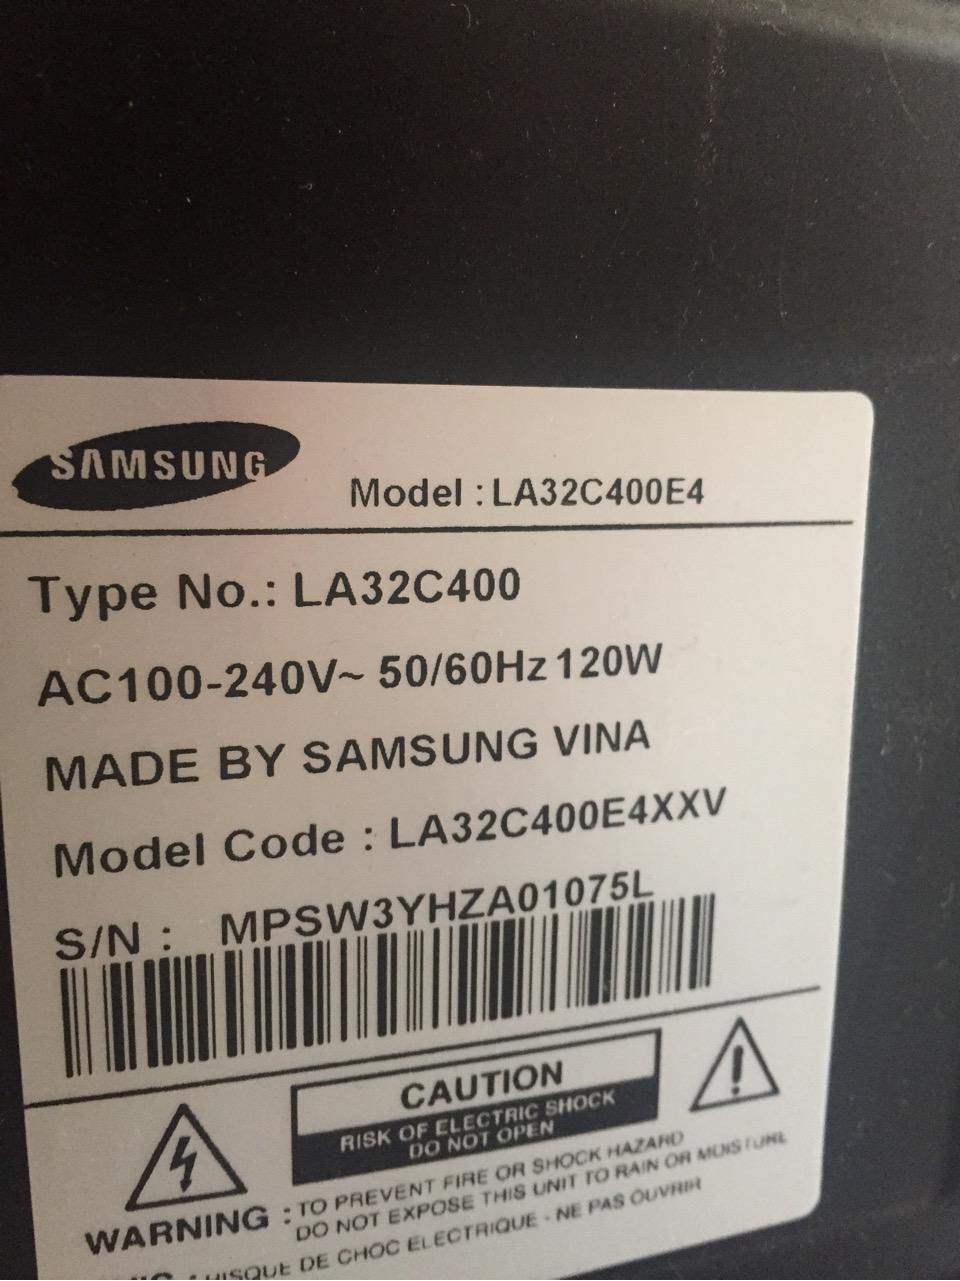 SAMSUNG
Model : LA32C400E4
Type No.: LA32C400
AC100-240V~ 50/60Hz 120W
MADE BY SAMSUNG VINA
Model Code : LA32C400E4XXV
S/N : MPSW3YHZA01075L
CAUTION
RISK OF ELECTRIC SHOCK
DO NOT OPEN
WARNING : TO PREVENT FIRE OR SHOCK HAZARD
DO NOT EXPOSE THIS UNIT TO RAIN OR MOISTURE
: RISQUE DE CHOC ELECTRIQUE - NE PAS OUVRIR